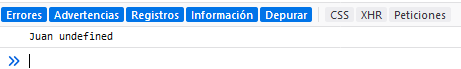 Errores Advertencias Registros Información Depurar CSS XHR Peticiones
Juan undefined